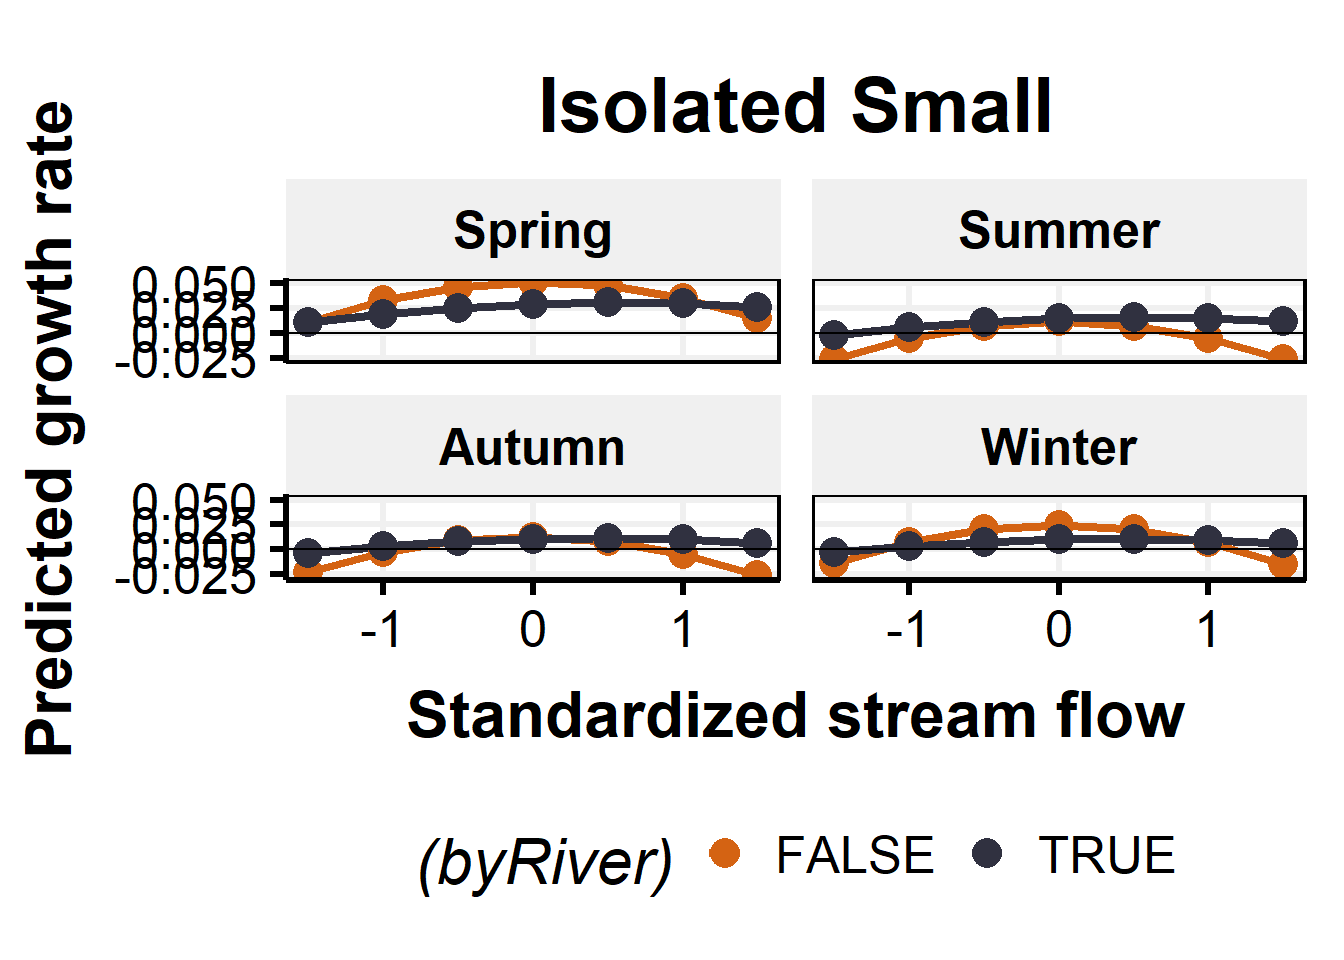 Isolated Small
Predicted growth rate
Spring
Summer
0.050
0.025
0.000
-0.025
Autumn
Winter
0.050
0.025
0.000
-0.025
-1 0 1
-1 0 1
Standardized stream flow
(byRiver) FALSE TRUE